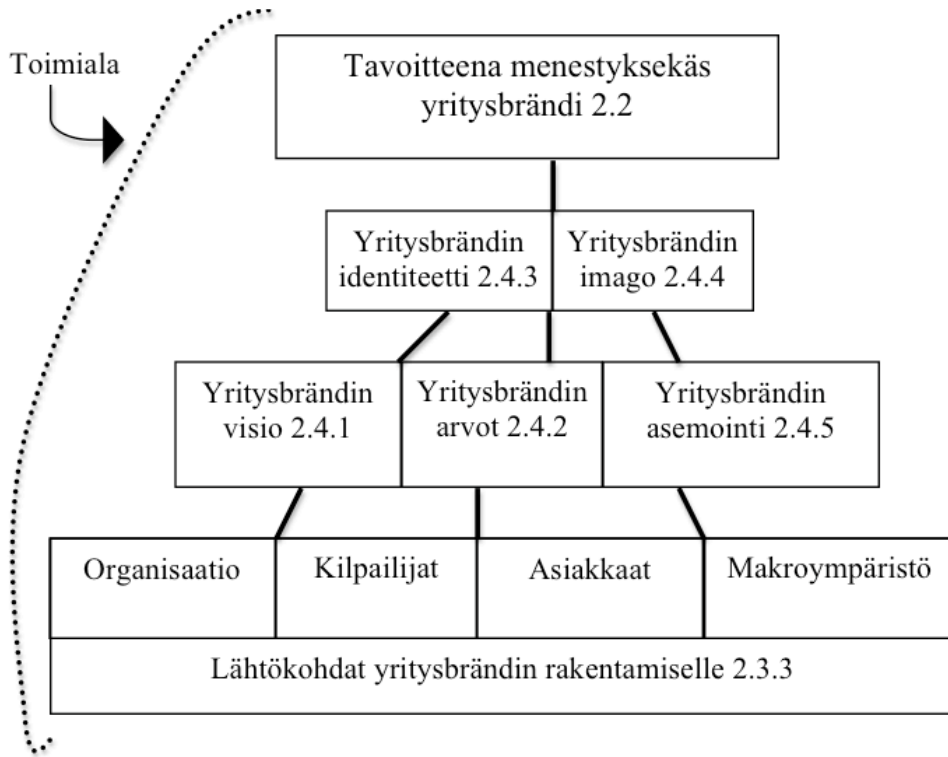 Toimiala
Tavoitteena menestyksekäs
yritysbrändi 2.2
Yritysbrändin
identiteetti 2.4.3
Yritysbrändin
imago 2.4.4
Yritysbrändin
visio 2.4.1
Yritysbrändin
arvot 2.4.2
Yritysbrändin
asemointi 2.4.5
Organisaatio
Kilpailijat
Asiakkaat
Makroympäristö
Lähtökohdat yritysbrändin rakentamiselle 2.3.3